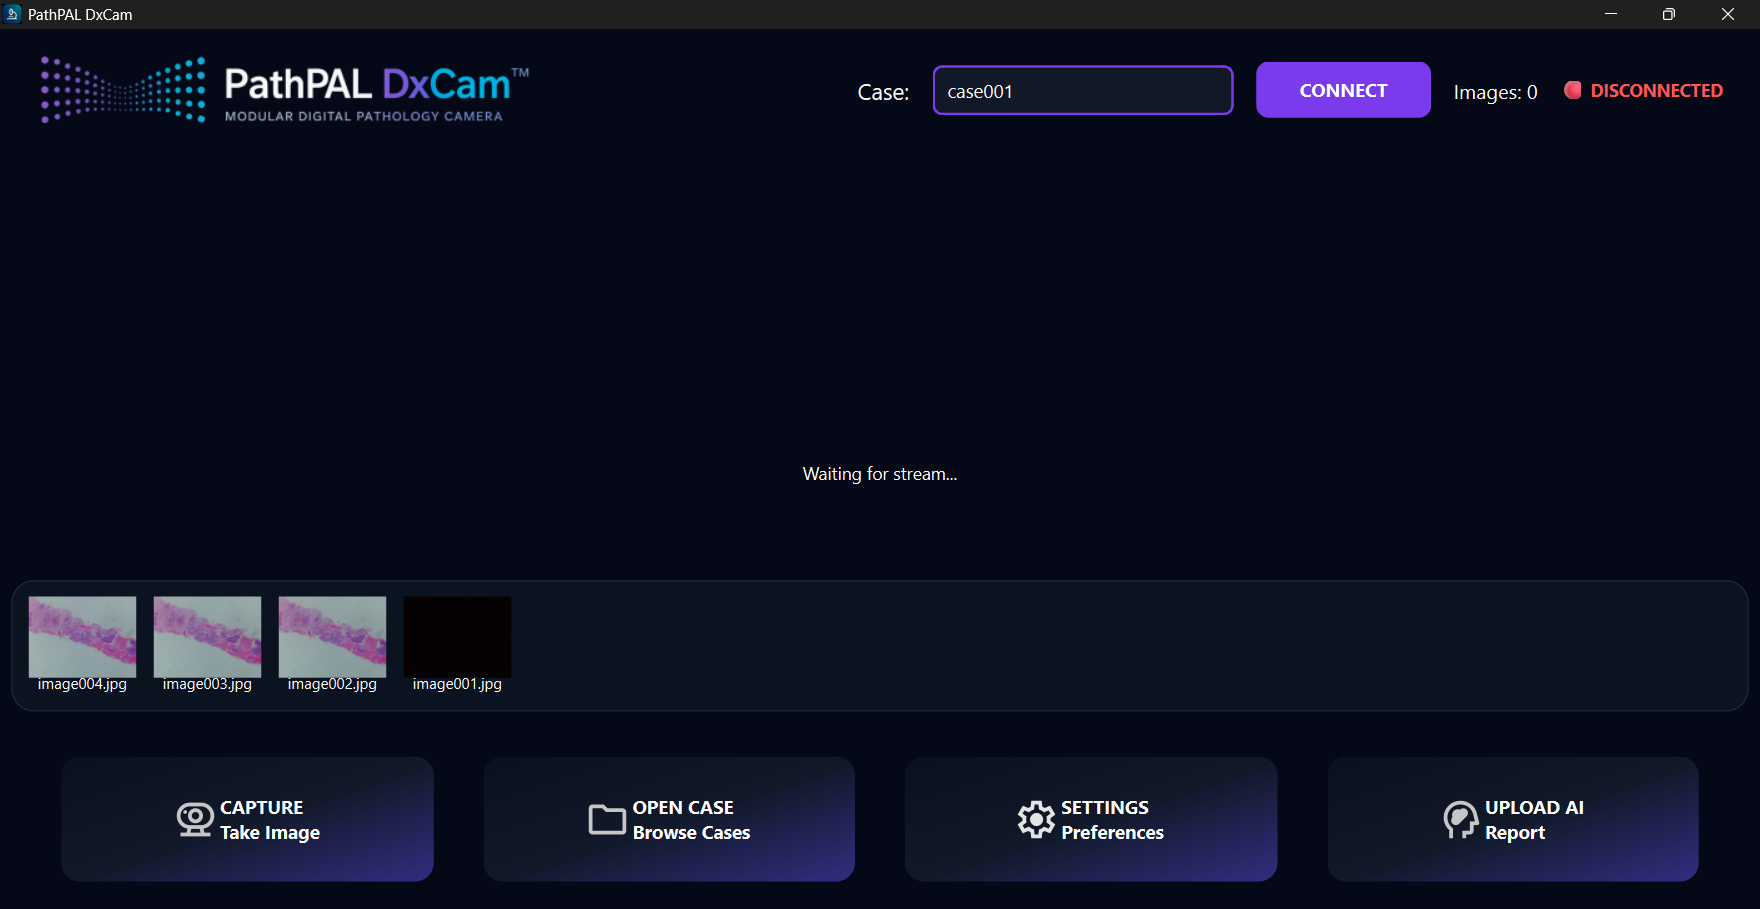 PathPAL DxCam
PathPAL DxCam™
MODULAR DIGITAL PATHOLOGY CAMERA
Case:
case001
CONNECT
Images: 0
DISCONNECTED
Waiting for stream...
image004.jpg
image003.jpg
image002.jpg
image001.jpg
CAPTURE
Take Image
OPEN CASE
Browse Cases
SETTINGS
Preferences
UPLOAD AI
Report